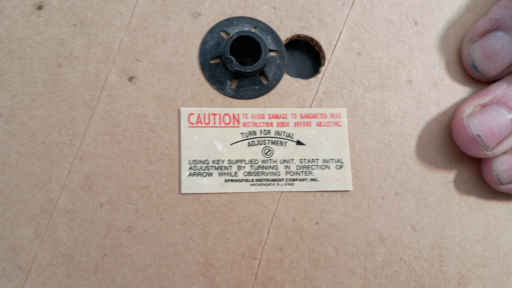 CAUTION TO AVOID DAMAGE TO BAROMETER READ
INSTRUCTION BOOK BEFORE ADJUSTING.
TURN FOR INITIAL
ADJUSTMENT
USING KEY SUPPLIED WITH UNIT, START INITIAL
ADJUSTMENT BY TURNING IN DIRECTION OF
ARROW WHILE OBSERVING POINTER.
SPRINGFIELD INSTRUMENT COMPANY, INC.